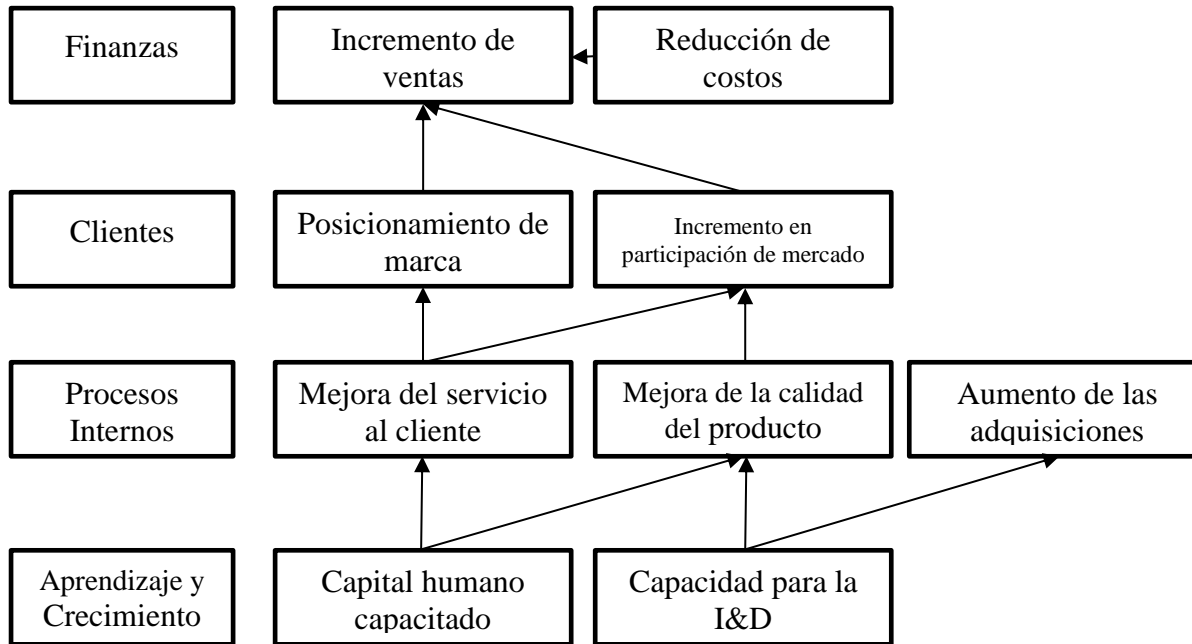 Finanzas
Incremento de
ventas
Reducción de
costos
Clientes
Posicionamiento de
marca
Incremento en
participación de mercado
Procesos
Internos
Mejora del servicio
al cliente
Mejora de la calidad
del producto
Aumento de las
adquisiciones
Aprendizaje y
Crecimiento
Capital humano
capacitado
Capacidad para la
I&D